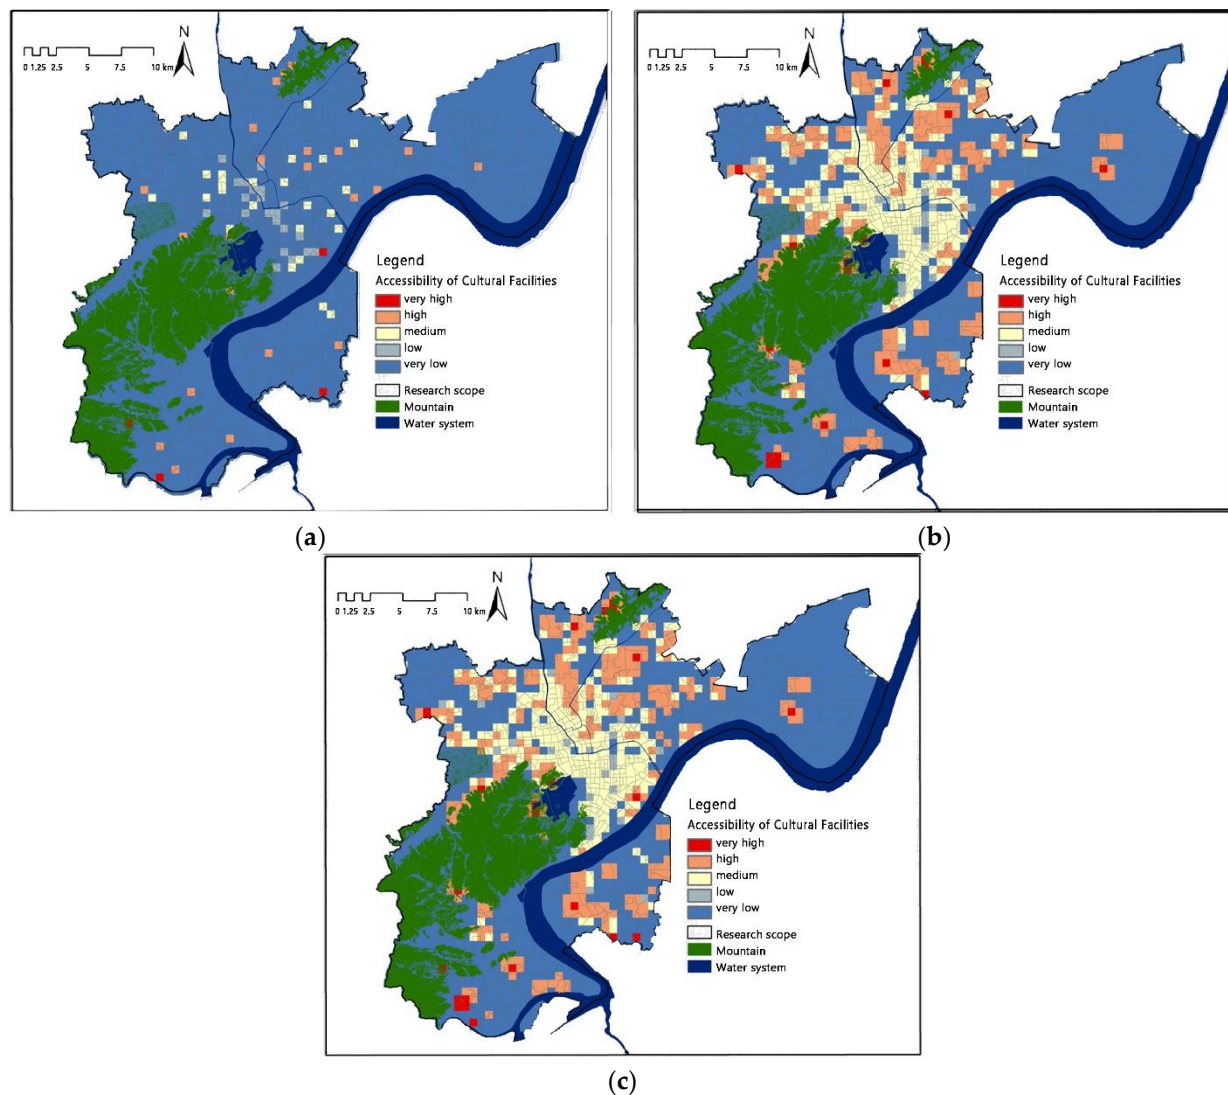 N
0 1.25 2.5 5 7.5 10 km
Legend
Accessibility of Cultural Facilities
very high
high
medium
low
very low
Research scope
Mountain
Water system
(a)
N
0 1.25 2.5 5 7.5 10 km
Legend
Accessibility of Cultural Facilities
very high
high
medium
low
very low
Research scope
Mountain
Water system
(b)
N
0 1.25 2.5 5 7.5 10 km
Legend
Accessibility of Cultural Facilities
very high
high
medium
low
very low
Research scope
Mountain
Water system
(c)